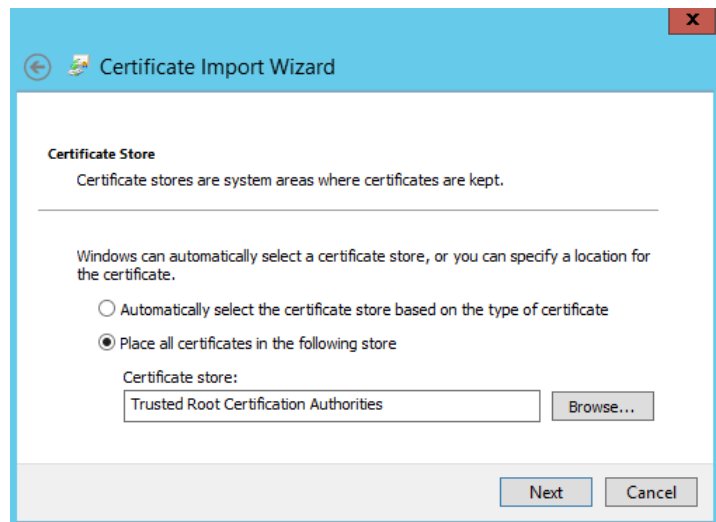 x
Certificate Import Wizard
Certificate Store
Certificate stores are system areas where certificates are kept.
Windows can automatically select a certificate store, or you can specify a location for
the certificate.
Automatically select the certificate store based on the type of certificate
Place all certificates in the following store
Certificate store:
Trusted Root Certification Authorities
Browse...
Next
Cancel